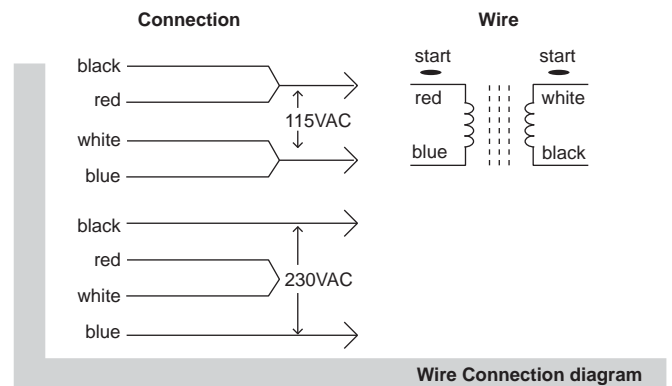 Connection
black
red
115VAC
white
blue
black
red
230VAC
white
blue
Wire
start start
red white
blue black
Wire Connection diagram